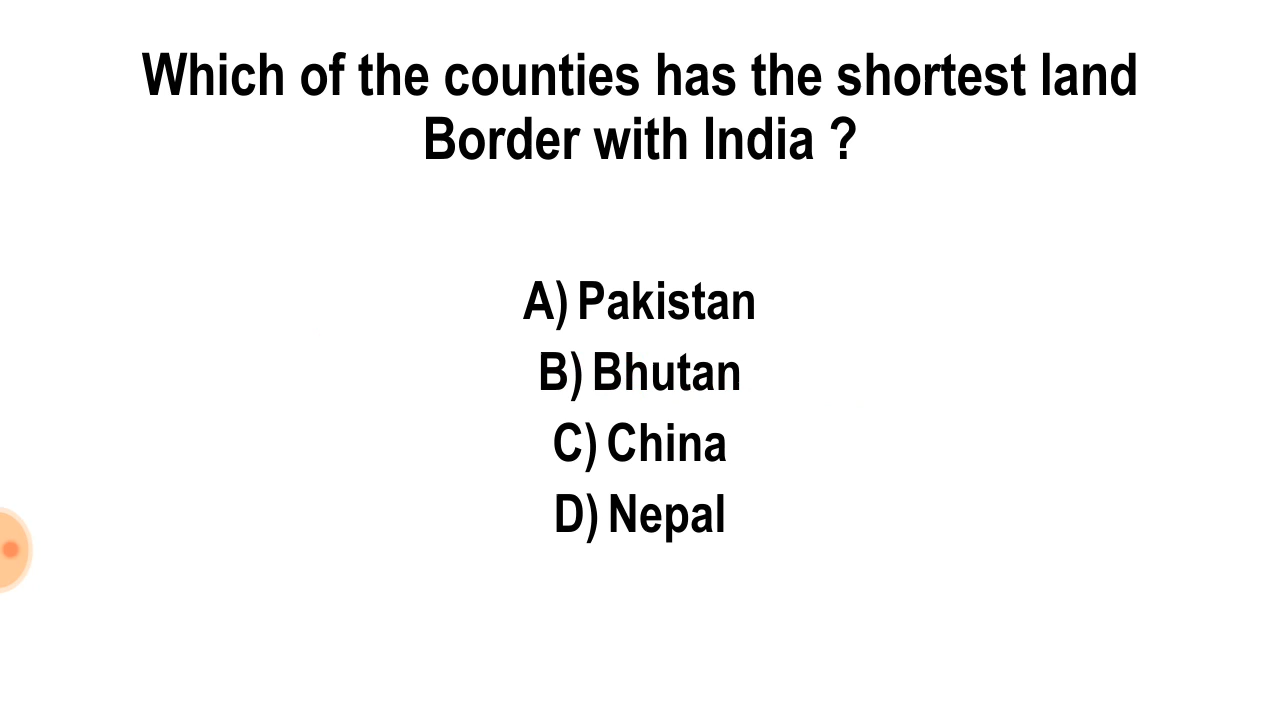 Which of the counties has the shortest land
Border with India ?
A) Pakistan
B) Bhutan
C) China
D) Nepal